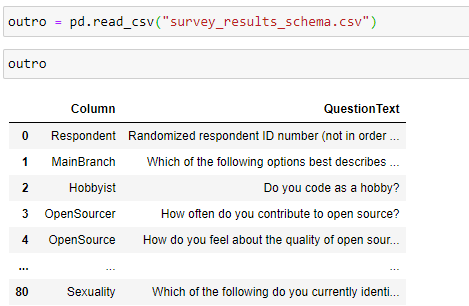 outro = pd.read_csv("survey_results_schema.csv")
outro
Column QuestionText
0 Respondent Randomized respondent ID number (not in order ...
1 MainBranch Which of the following options best describes ...
2 Hobbyist Do you code as a hobby?
3 OpenSourcer How often do you contribute to open source?
4 OpenSource How do you feel about the quality of open sour...
... ... ...
80 Sexuality Which of the following do you currently identi...